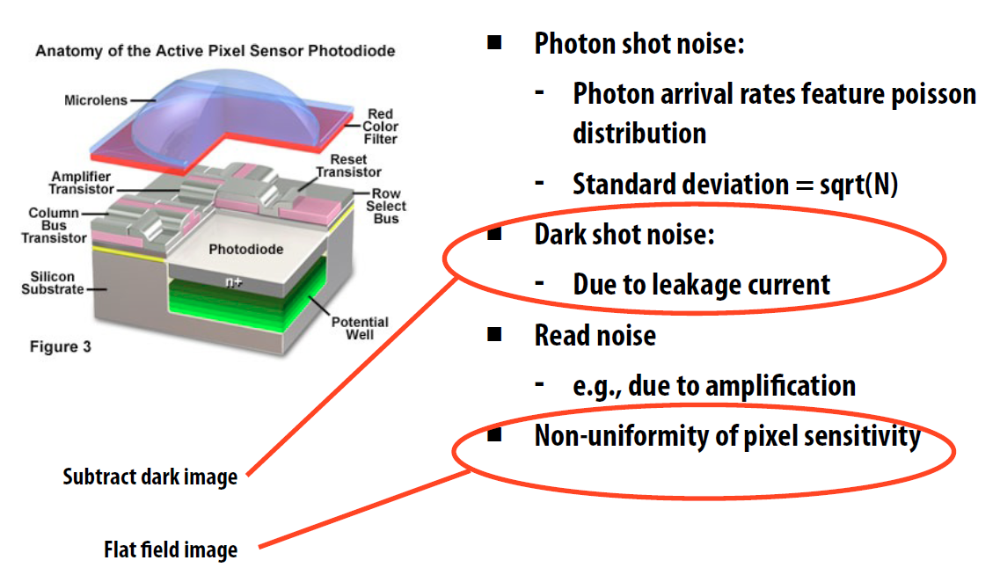 Anatomy of the Active Pixel Sensor Photodiode
Microlens
Red
Color
Filter
Reset
Transistor
Amplifier
Transistor
Row
Select
Bus
Column
Bus
Transistor
Photodiode
n+
Silicon
Substrate
Potential
Well
Figure 3
■ Photon shot noise:
- Photon arrival rates feature poisson
distribution
- Standard deviation = sqrt(N)
■ Dark shot noise:
- Due to leakage current
■ Read noise
- e.g., due to amplification
■ Non-uniformity of pixel sensitivity
Subtract dark image
Flat field image